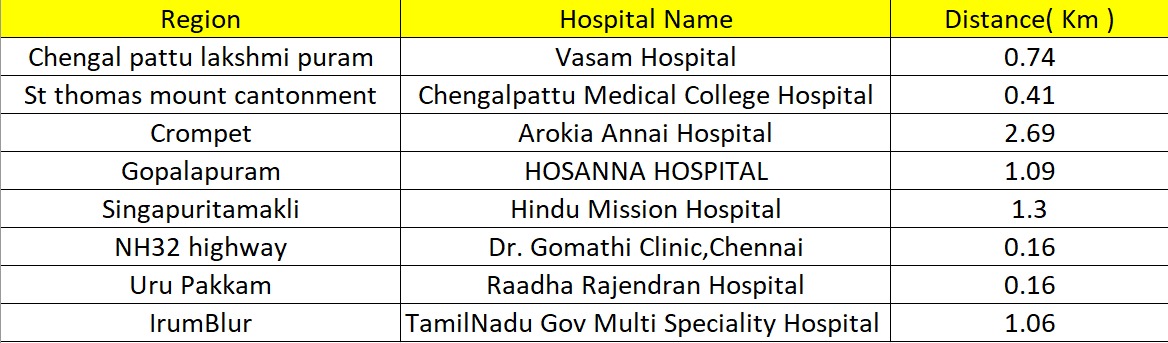 Region Hospital Name Distance( Km )
Chengal pattu lakshmi puram Vasam Hospital 0.74
St thomas mount cantonment Chengalpattu Medical College Hospital 0.41
Crompet Arokia Annai Hospital 2.69
Gopalapuram HOSANNA HOSPITAL 1.09
Singapuritamakli Hindu Mission Hospital 1.3
NH32 highway Dr. Gomathi Clinic,Chennai 0.16
Uru Pakkam Raadha Rajendran Hospital 0.16
IrumBlur TamilNadu Gov Multi Speciality Hospital 1.06